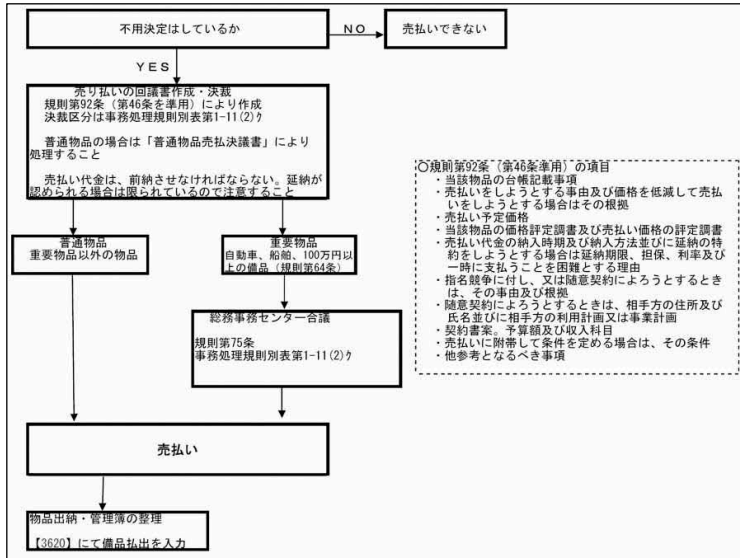 不用決定はしているか
NO
売払いできない
YES
売り払いの回議書作成・決裁
規則第92条（第46条を準用）により作成
決裁区分は事務処理規則別表第1-11(2)ｸ
普通物品の場合は「普通物品売払決議書」により
処理すること
売払い代金は、前納させなければならない。延納が
認められる場合は限られているので注意すること
普通物品
重要物品以外の物品
重要物品
自動車、船舶、100万円以
上の備品（規則第64条）
総務事務センター合議
規則第75条
事務処理規則別表第1-11(2)ｸ
売払い
物品出納・管理簿の整理
【3620】にて備品払出を入力
〇規則第92条（第46条準用）の項目
・当該物品の台帳記載事項
・売払いをしようとする事由及び価格を低減して売払
いをしようとする場合はその根拠
・売払い予定価格
・当該物品の価格評定調書及び売払い価格の評定調書
・売払い代金の納入時期及び納入方法並びに延納の特
約をしようとする場合は延納期限、担保、利率及び
一時に支払うことを困難とする理由
・指名競争に付し、又は随意契約によろうとするとき
は、その事由及び根拠
・随意契約によろうとするときは、相手方の住所及び
氏名並びに相手方の利用計画又は事業計画
・契約書案。予算額及び収入科目
・売払いに附帯して条件を定める場合は、その条件
・他参考となるべき事項